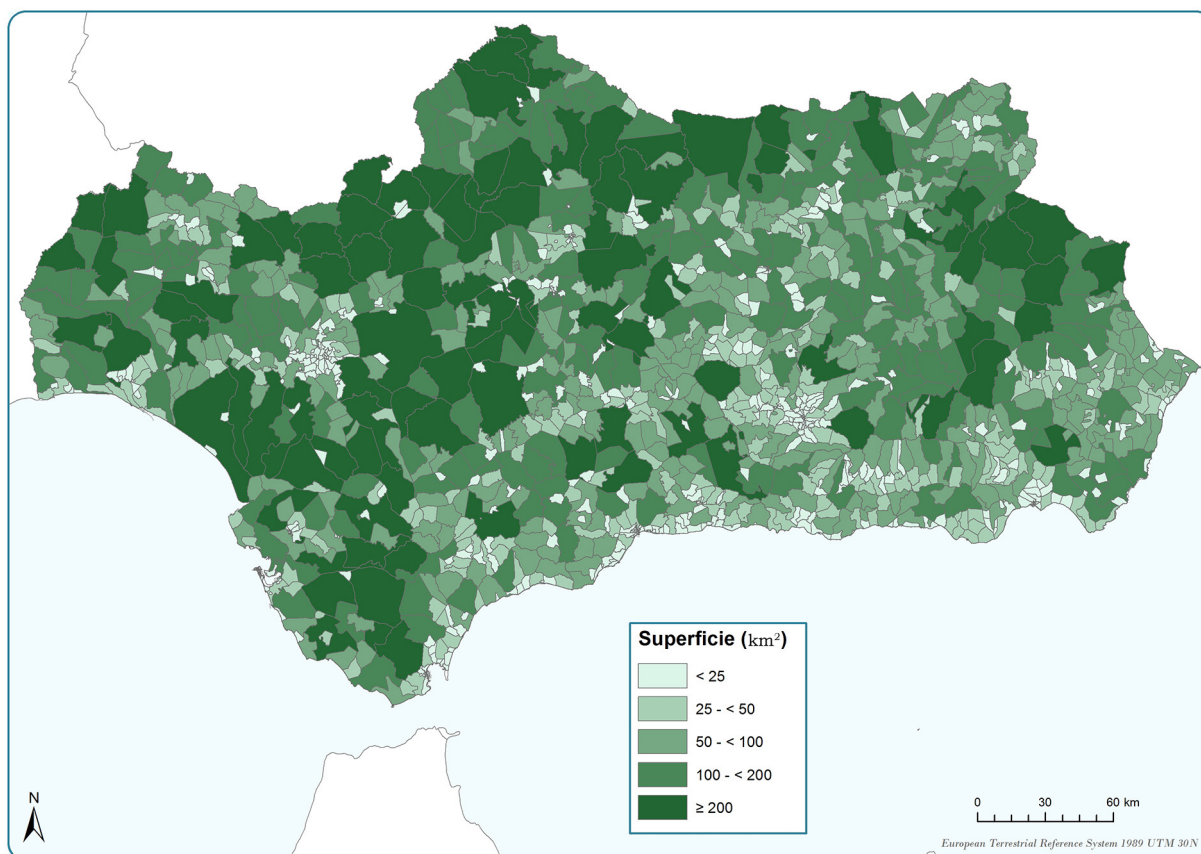 Superficie (km²)
< 25
25 - < 50
50 - < 100
100 - < 200
≥ 200
N
0 30 60 km
European Terrestrial Reference System 1989 UTM 30N